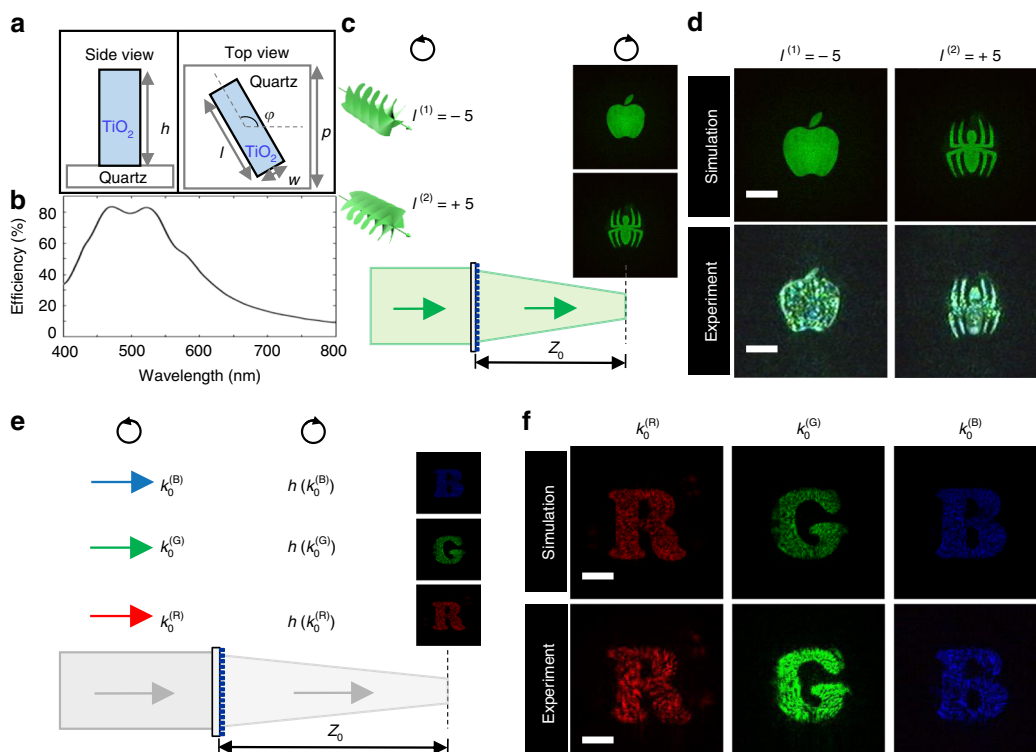 a
Side view
TiO2
h
Quartz
Top view
Quartz
φ
p
l
TiO2
w
b
Efficiency (%)
80
60
40
20
0
400 500 600 700 800
Wavelength (nm)
c
l(1) = – 5
l(2) = + 5
Z0
d
l(1) = – 5 l(2) = + 5
Simulation
Experiment
e
k0(B) h (k0(B))
k0(G) h(k0(G))
k0(R) h(k0(R))
B
G
R
Z0
f
k0(R) k0(G) k0(B)
Simulation
R G B
Experiment
R G B